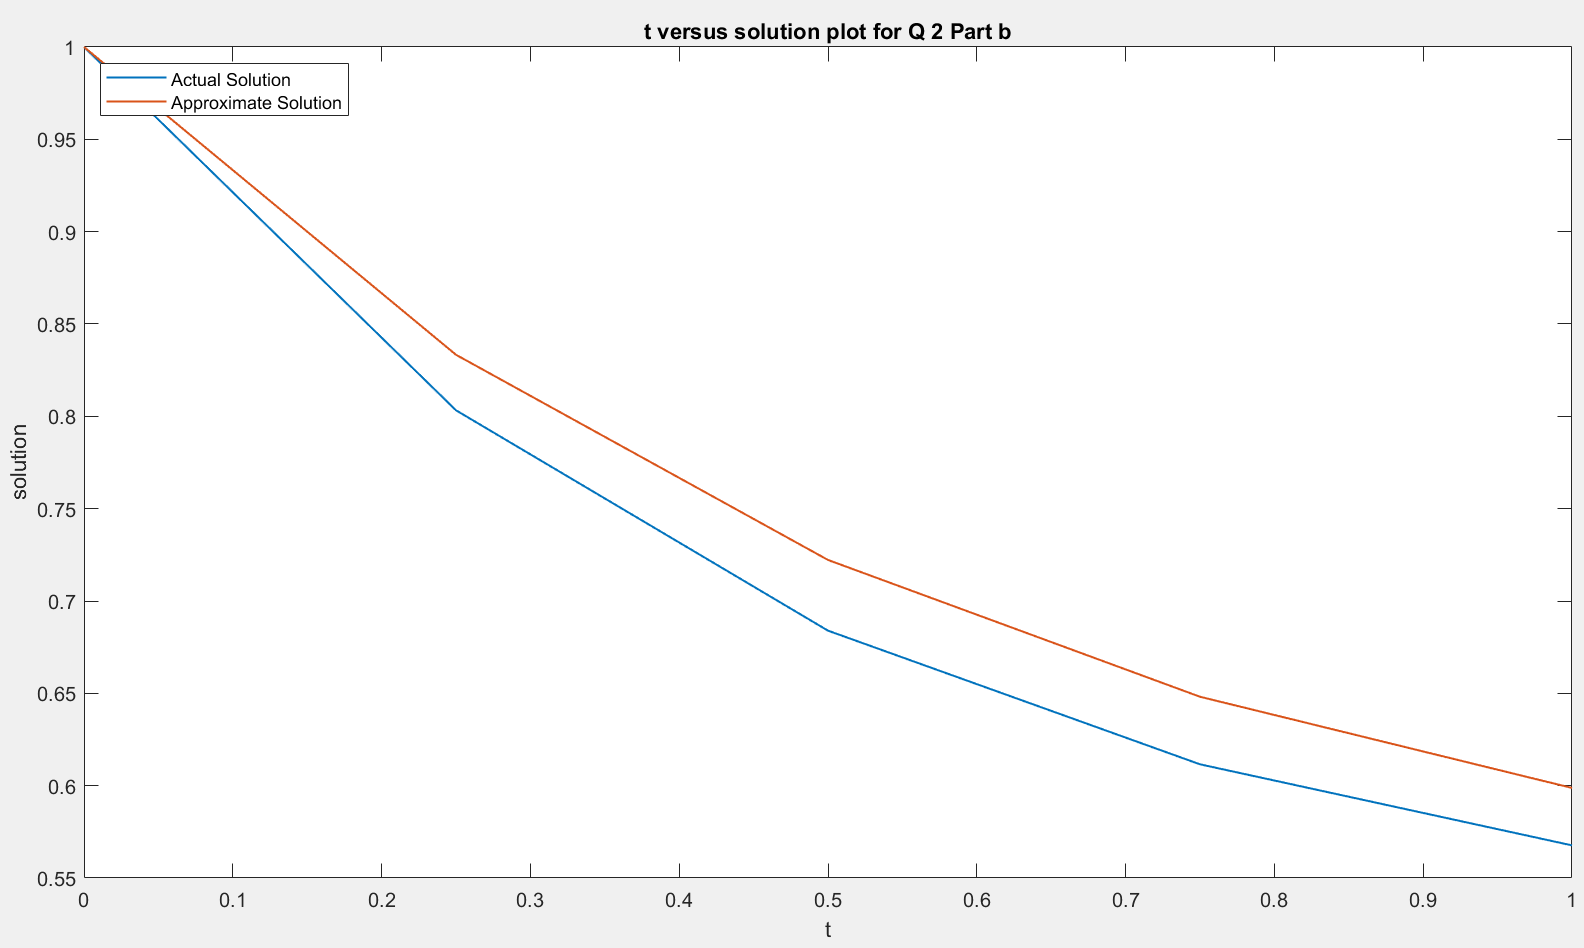 t versus solution plot for Q 2 Part b
1
Actual Solution
Approximate Solution
0.95
0.9
0.85
0.8
0.75
0.7
0.65
0.6
0.55
solution
0 0.1 0.2 0.3 0.4 0.5 0.6 0.7 0.8 0.9 1
t